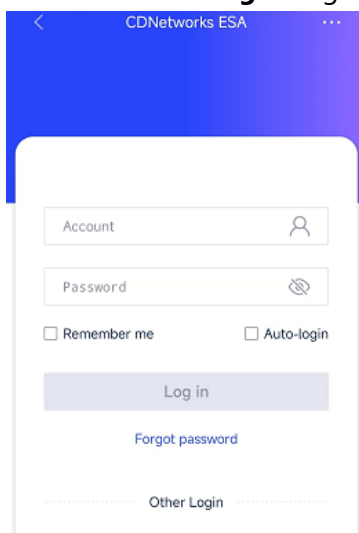 CDNetworks ESA
Account
Password
Remember me
Auto-login
Log in
Forgot password
Other Login